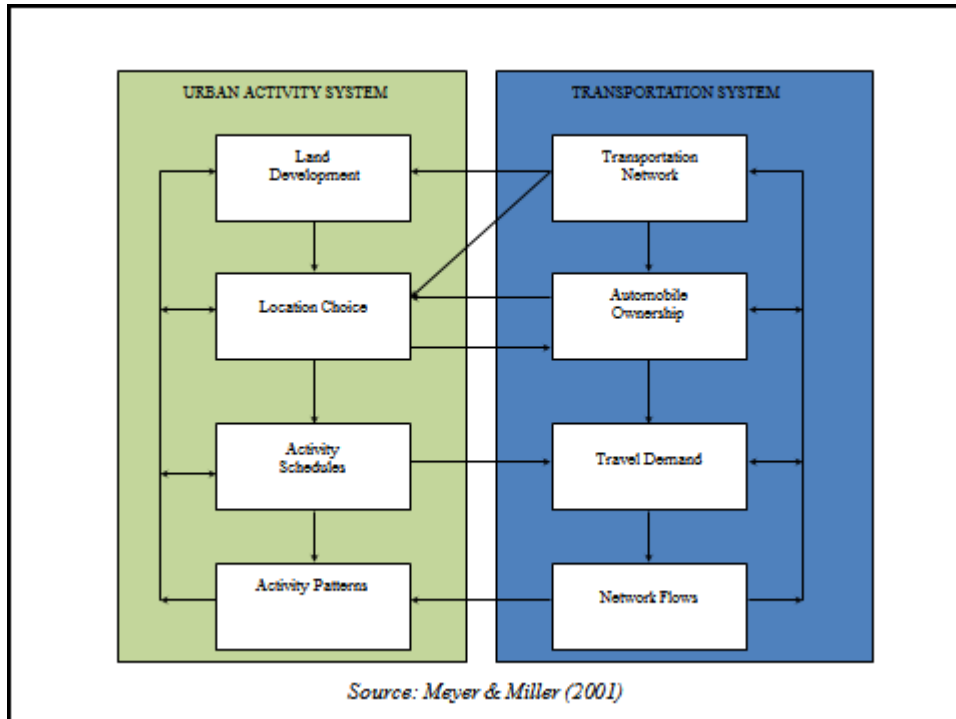 URBAN ACTIVITY SYSTEM
TRANSPORTATION SYSTEM
Land
Development
Transportation
Network
Location Choice
Automobile
Ownership
Activity
Schedules
Travel Demand
Activity Patterns
Network Flows
Source: Meyer & Miller (2001)